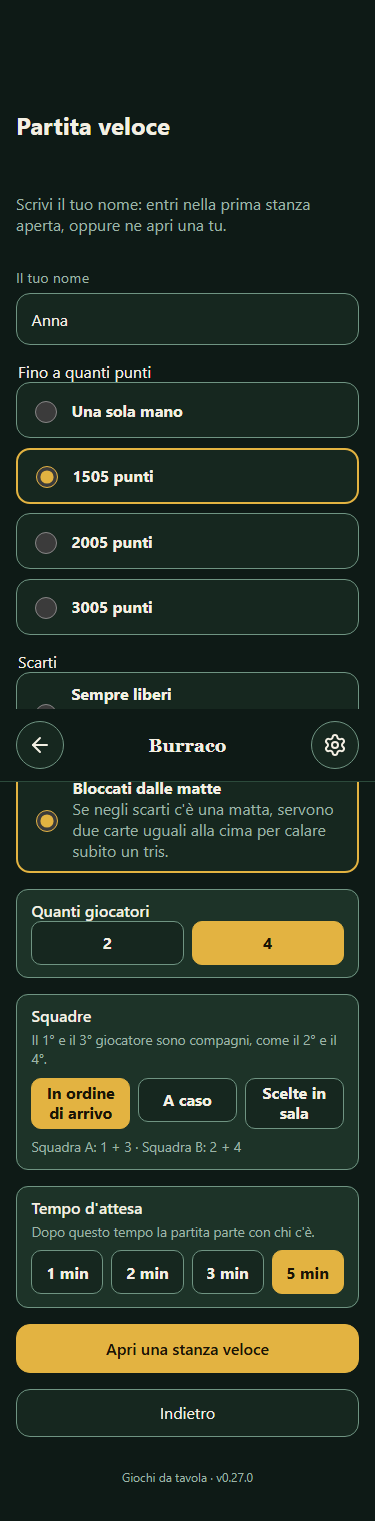 Partita veloce
Scrivi il tuo nome: entri nella prima stanza
aperta, oppure ne apri una tu.
Il tuo nome
Anna
Fino a quanti punti
Una sola mano
1505 punti
2005 punti
3005 punti
Scarti
Sempre liberi
Burraco
Bloccati dalle matte
Se negli scarti c'è una matta, servono
due carte uguali alla cima per calare
subito un tris.
Quanti giocatori
2 4
Squadre
Il 1° e il 3° giocatore sono compagni, come il 2° e il
4°.
In ordine
di arrivo
A caso
Scelte in
sala
Squadra A: 1 + 3 · Squadra B: 2 + 4
Tempo d'attesa
Dopo questo tempo la partita parte con chi c'è.
1 min 2 min 3 min 5 min
Apri una stanza veloce
Indietro
Giochi da tavola · v0.27.0